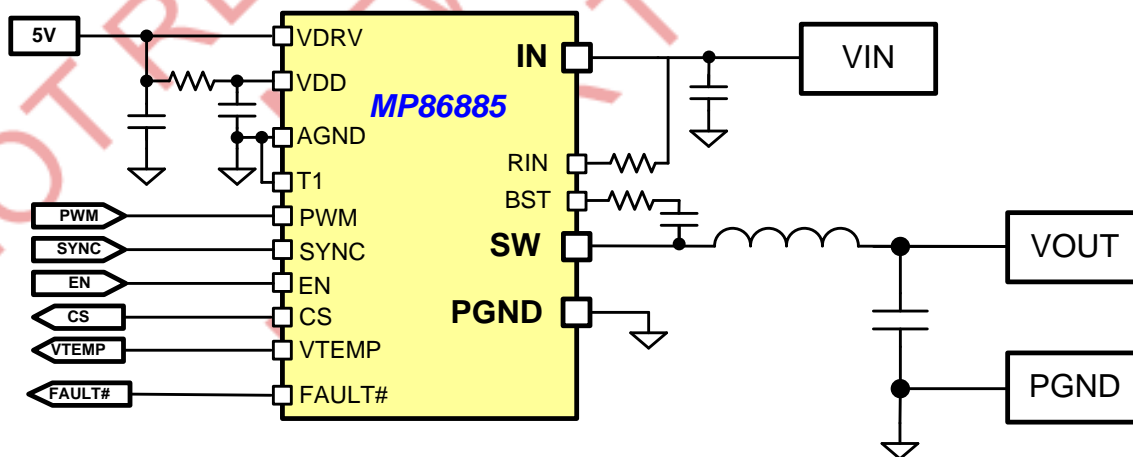 5V
VDRV
VDD
AGND
T1
PWM
PWM
SYNC
SYNC
EN
EN
CS
CS
VTEMP
VTEMP
FAULT#
FAULT#
MP86885
IN
RIN
BST
SW
PGND
VIN
VOUT
PGND